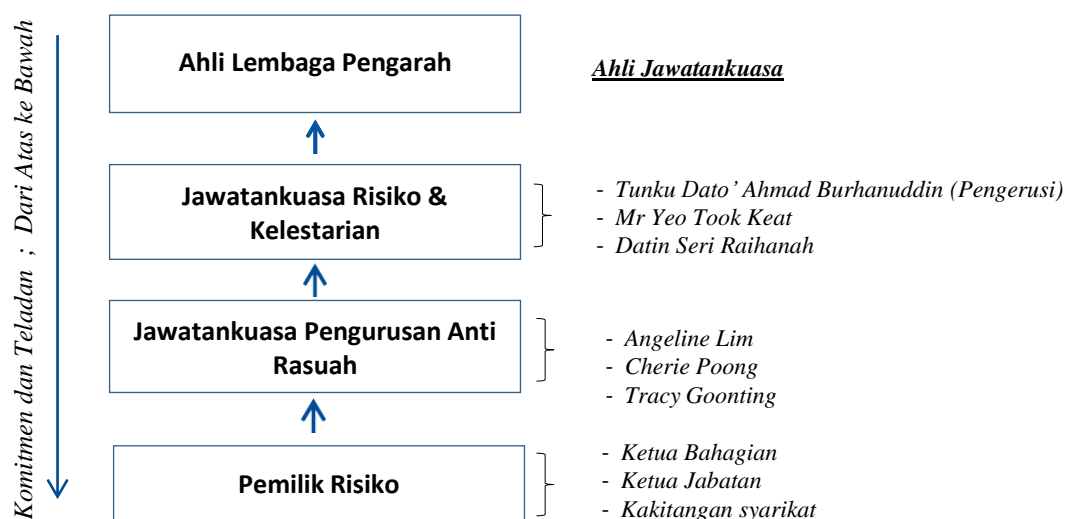 Komitmen dan Teladan ; Dari Atas ke Bawah
Ahli Lembaga Pengarah
Ahli Jawatankuasa
Jawatankuasa Risiko &
Kelestarian
- Tunku Dato' Ahmad Burhanuddin (Pengerusi)
- Mr Yeo Took Keat
- Datin Seri Raihanah
Jawatankuasa Pengurusan Anti
Rasuah
- Angeline Lim
- Cherie Poong
- Tracy Goonting
Pemilik Risiko
- Ketua Bahagian
- Ketua Jabatan
- Kakitangan syarikat